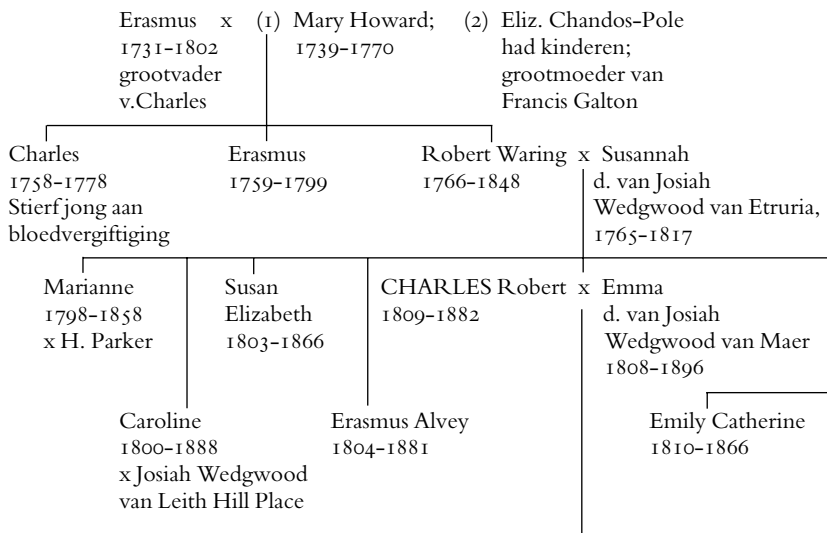 Erasmus x (1) Mary Howard; (2) Eliz. Chandos-Pole
1731-1802 1739-1770 had kinderen;
grootvader grootmoeder van
v.Charles Francis Galton
Charles Erasmus Robert Waring x Susannah
1758-1778 1759-1799 1766-1848 d. van Josiah
Stierf jong aan Wedgwood van Etruria,
bloedvergiftiging 1765-1817
Marianne Susan CHARLES Robert x Emma
1798-1858 Elizabeth 1809-1882 d. van Josiah
x H. Parker 1803-1866 Wedgwood van Maer
1808-1896
Caroline Erasmus Alvey Emily Catherine
1800-1888 1804-1881 1810-1866
x Josiah Wedgwood
van Leith Hill Place